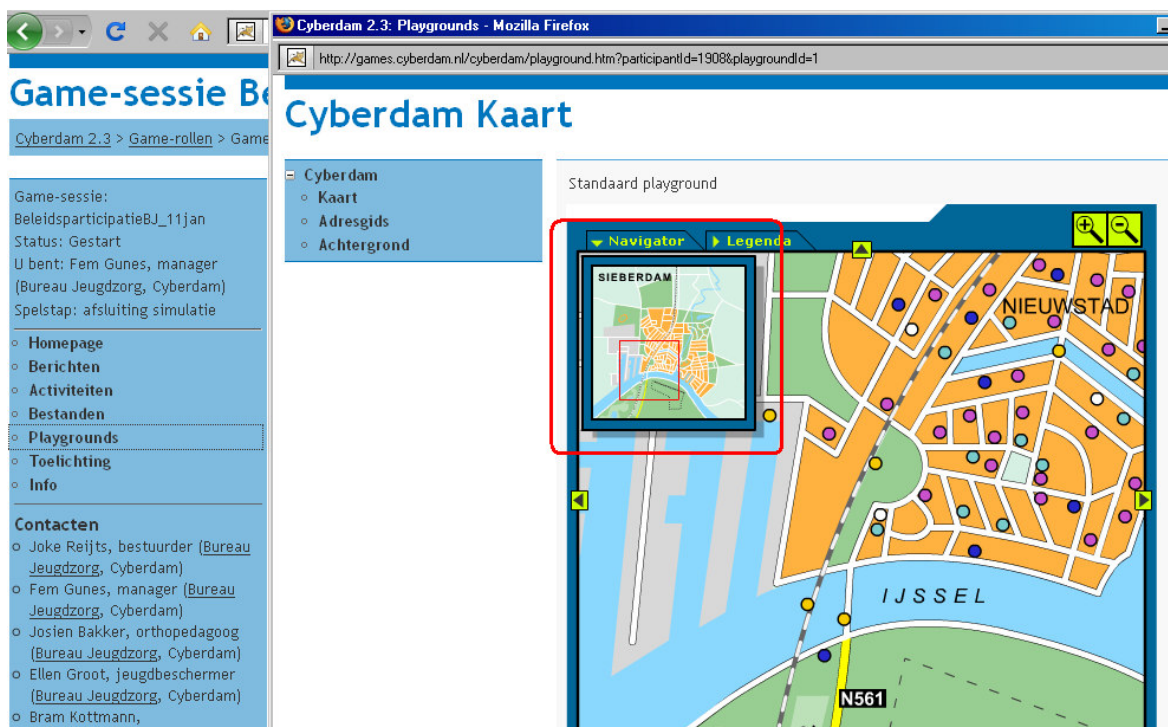 Cyberdam 2.3: Playgrounds - Mozilla Firefox
http://games.cyberdam.nl/cyberdam/playground.htm?participantId=1908&playgroundId=1
Game-sessie Be
Cyberdam 2.3 > Game-rollen > Game
Game-sessie:
BeleidsparticipatieBJ_11jan
Status: Gestart
U bent: Fem Gunes, manager
(Bureau Jeugdzorg, Cyberdam)
Spelstap: afsluiting simulatie
Homepage
Berichten
Activiteiten
Bestanden
Playgrounds
Toelichting
Info
Contacten
Joke Reijts, bestuurder (Bureau
Jeugdzorg, Cyberdam)
Fem Gunes, manager (Bureau
Jeugdzorg, Cyberdam)
Josien Bakker, orthopedagoog
(Bureau Jeugdzorg, Cyberdam)
Ellen Groot, jeugdbeschermer
(Bureau Jeugdzorg, Cyberdam)
Bram Kottmann,
Cyberdam Kaart
Cyberdam
Kaart
Adresgids
Achtergrond
Standaard playground
Navigator
Legenda
SIEBERDAM
NIEUWSTAD
IJSSEL
N561